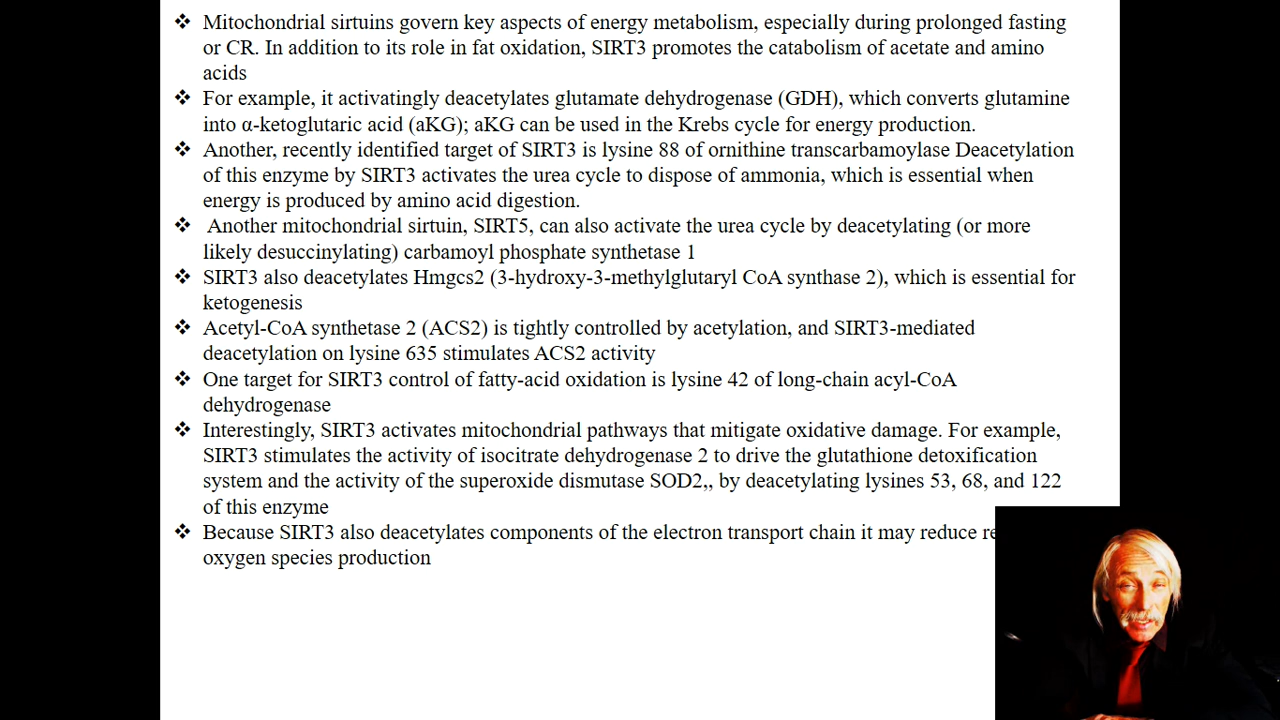 ❖ Mitochondrial sirtuins govern key aspects of energy metabolism, especially during prolonged fasting
or CR. In addition to its role in fat oxidation, SIRT3 promotes the catabolism of acetate and amino
acids
❖ For example, it activatingly deacetylates glutamate dehydrogenase (GDH), which converts glutamine
into α-ketoglutaric acid (aKG); aKG can be used in the Krebs cycle for energy production.
❖ Another, recently identified target of SIRT3 is lysine 88 of ornithine transcarbamoylase Deacetylation
of this enzyme by SIRT3 activates the urea cycle to dispose of ammonia, which is essential when
energy is produced by amino acid digestion.
❖ Another mitochondrial sirtuin, SIRT5, can also activate the urea cycle by deacetylating (or more
likely desuccinylating) carbamoyl phosphate synthetase 1
❖ SIRT3 also deacetylates Hmgcs2 (3-hydroxy-3-methylglutaryl CoA synthase 2), which is essential for
ketogenesis
❖ Acetyl-CoA synthetase 2 (ACS2) is tightly controlled by acetylation, and SIRT3-mediated
deacetylation on lysine 635 stimulates ACS2 activity
❖ One target for SIRT3 control of fatty-acid oxidation is lysine 42 of long-chain acyl-CoA
dehydrogenase
❖ Interestingly, SIRT3 activates mitochondrial pathways that mitigate oxidative damage. For example,
SIRT3 stimulates the activity of isocitrate dehydrogenase 2 to drive the glutathione detoxification
system and the activity of the superoxide dismutase SOD2,, by deacetylating lysines 53, 68, and 122
of this enzyme
❖ Because SIRT3 also deacetylates components of the electron transport chain it may reduce
oxygen species production